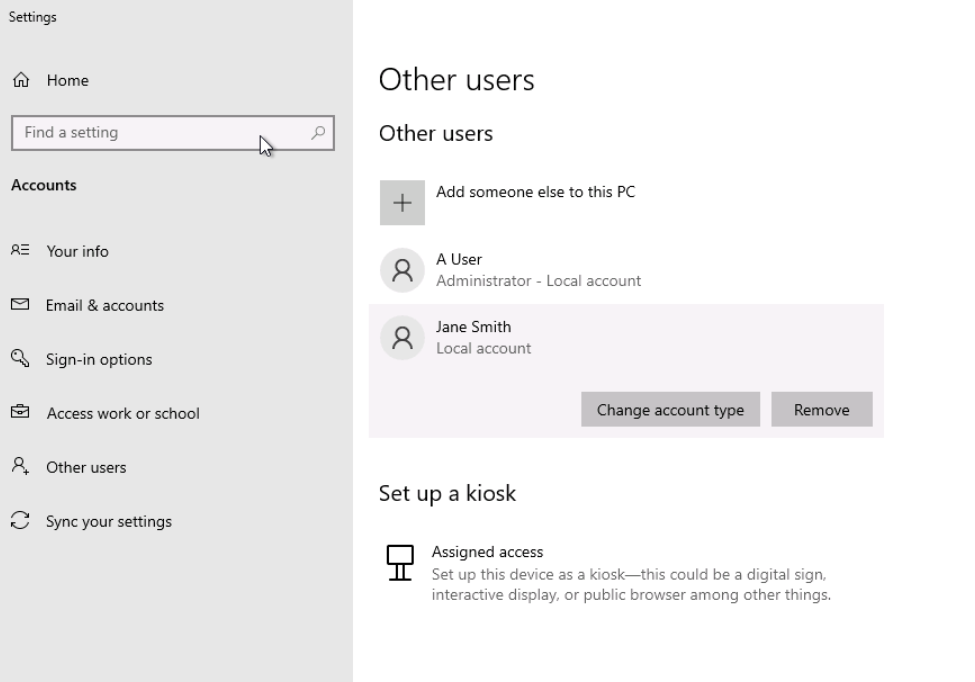 Settings
Home
Find a setting
Accounts
Your info
Email & accounts
Sign-in options
Access work or school
Other users
Sync your settings
Other users
Other users
Add someone else to this PC
A User
Administrator - Local account
Jane Smith
Local account
Change account type
Remove
Set up a kiosk
Assigned access
Set up this device as a kiosk—this could be a digital sign,
interactive display, or public browser among other things.